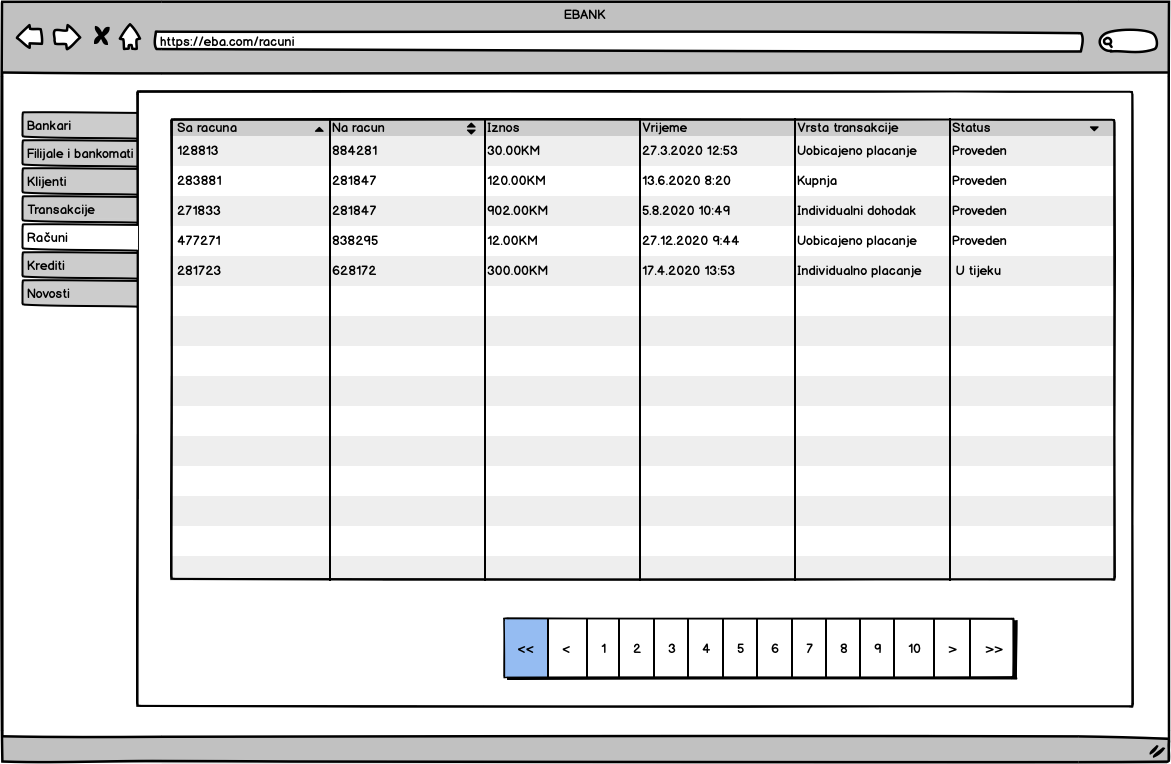 EBANK
https://eba.com/racuni
Bankari
Filijale i bankomati
Klijenti
Transakcije
Računi
Krediti
Novosti
Sa racuna Na racun Iznos Vrijeme Vrsta transakcije Status
128813 884281 30.00KM 27.3.2020 12:53 Uobicajeno placanje Proveden
283881 281847 120.00KM 13.6.2020 8:20 Kupnja Proveden
271833 281847 902.00KM 5.8.2020 10:49 Individualni dohodak Proveden
477271 838295 12.00KM 27.12.2020 9:44 Uobicajeno placanje Proveden
281723 628172 300.00KM 17.4.2020 13:53 Individualno placanje U tijeku
<< < 1 2 3 4 5 6 7 8 9 10 > >>